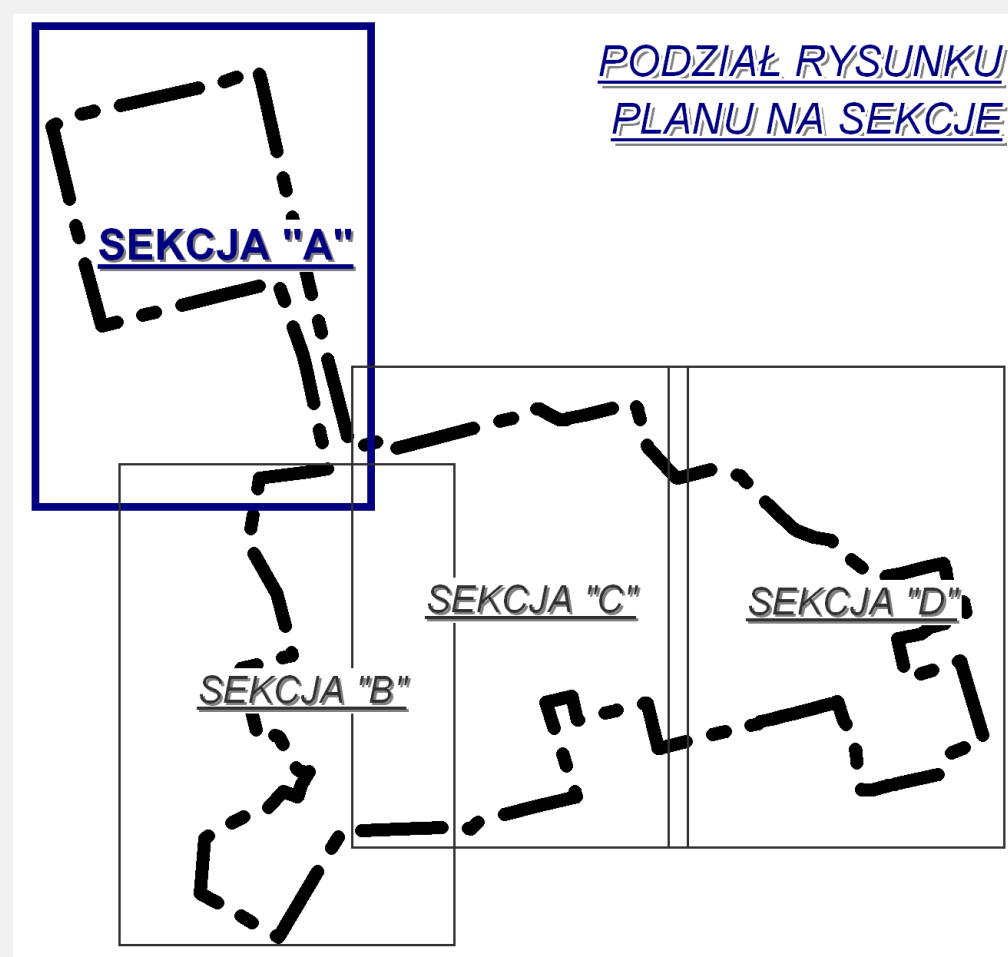 PODZIAŁ RYSUNKU
PLANU NA SEKCJE
SEKCJA "A"
SEKCJA "C"
SEKCJA "D"
SEKCJA "B"